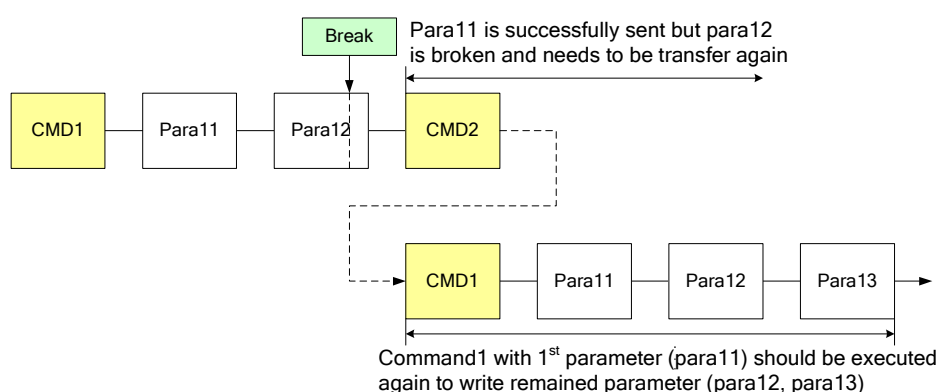 Break
Para11 is successfully sent but para12
is broken and needs to be transfer again
CMD1
Para11
Para12
CMD2
CMD1
Para11
Para12
Para13
Command1 with 1st parameter (para11) should be executed
again to write remained parameter (para12, para13)